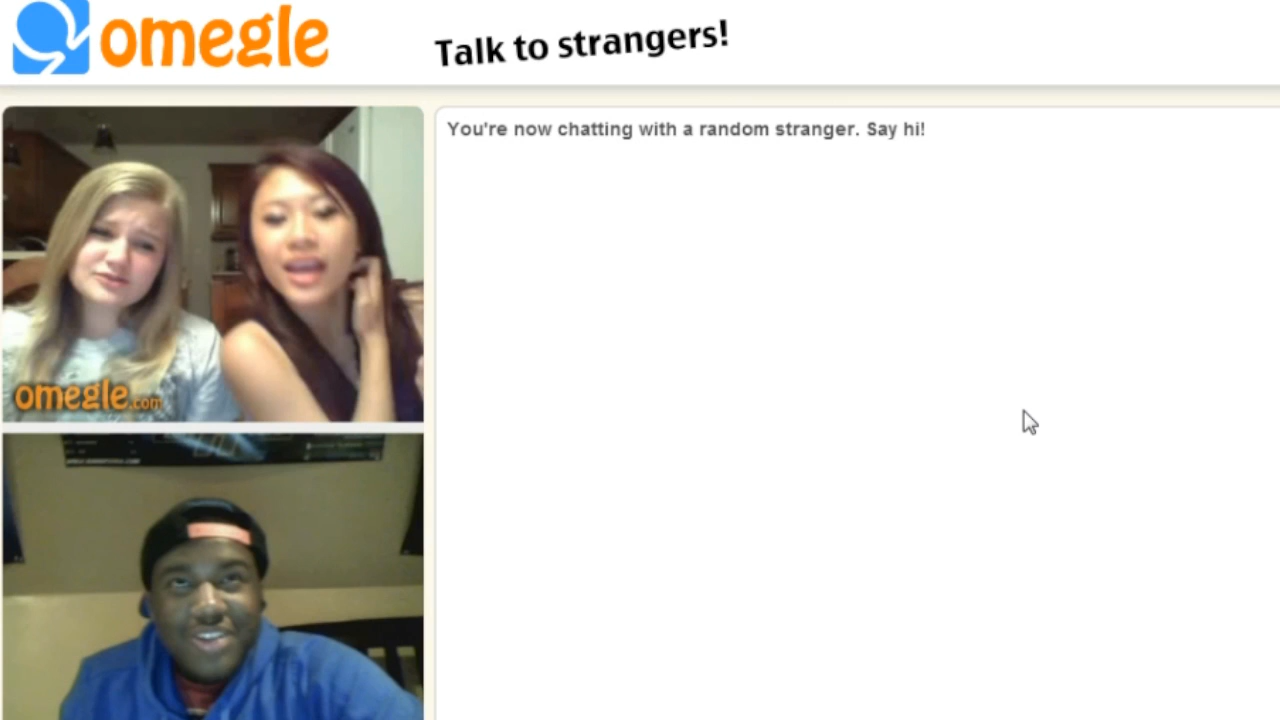 omegle
Talk to strangers!
You're now chatting with a random stranger. Say hi!
omegle.com